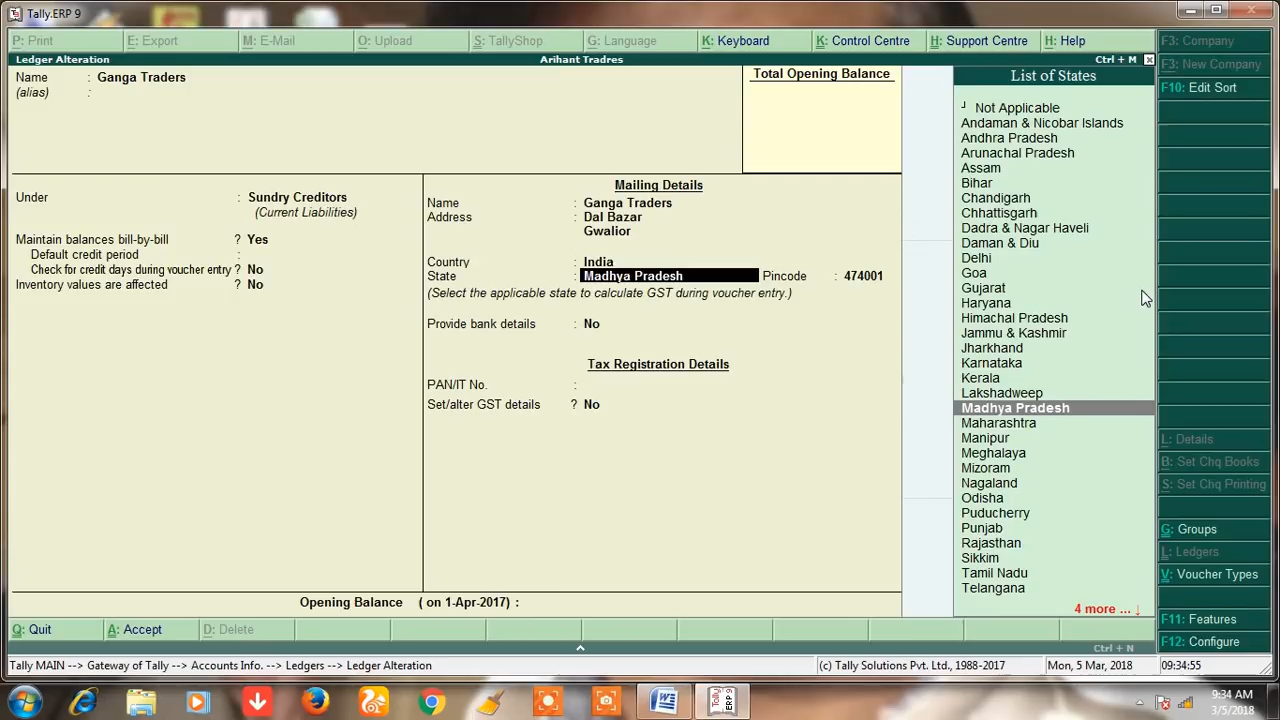 Tally.ERP 9
P: Print
E: Export
M: E-Mail
O: Upload
S: TallyShop
G: Language
K: Keyboard
K: Control Centre
H: Support Centre
H: Help
F3: Company
Ledger Alteration
Arihant Tradres
Ctrl + M
F3: New Company
Name : Ganga Traders
(alias) :
Total Opening Balance
List of States
F10: Edit Sort
Not Applicable
Andaman & Nicobar Islands
Andhra Pradesh
Arunachal Pradesh
Assam
Bihar
Chandigarh
Chhattisgarh
Dadra & Nagar Haveli
Daman & Diu
Delhi
Goa
Gujarat
Haryana
Himachal Pradesh
Jammu & Kashmir
Jharkhand
Karnataka
Kerala
Lakshadweep
Madhya Pradesh
Maharashtra
Manipur
Meghalaya
Mizoram
Nagaland
Odisha
Puducherry
Punjab
Rajasthan
Sikkim
Tamil Nadu
Telangana
4 more ... ↓
Under : Sundry Creditors
(Current Liabilities)
Maintain balances bill-by-bill ? Yes
Default credit period :
Check for credit days during voucher entry ? No
Inventory values are affected ? No
Mailing Details
Name : Ganga Traders
Address : Dal Bazar
Gwalior
Country : India
State : Madhya Pradesh Pincode : 474001
(Select the applicable state to calculate GST during voucher entry.)
Provide bank details : No
Tax Registration Details
PAN/IT No. :
Set/alter GST details ? No
L: Details
B: Set Chq Books
S: Set Chq Printing
G: Groups
L: Ledgers
V: Voucher Types
F11: Features
F12: Configure
Opening Balance ( on 1-Apr-2017) :
Q: Quit
A: Accept
D: Delete
Ctrl + N
Tally MAIN --> Gateway of Tally --> Accounts Info. --> Ledgers --> Ledger Alteration
(c) Tally Solutions Pvt. Ltd., 1988-2017
Mon, 5 Mar, 2018
09:34:55
W
ERP 9
9:34 AM
3/5/2018